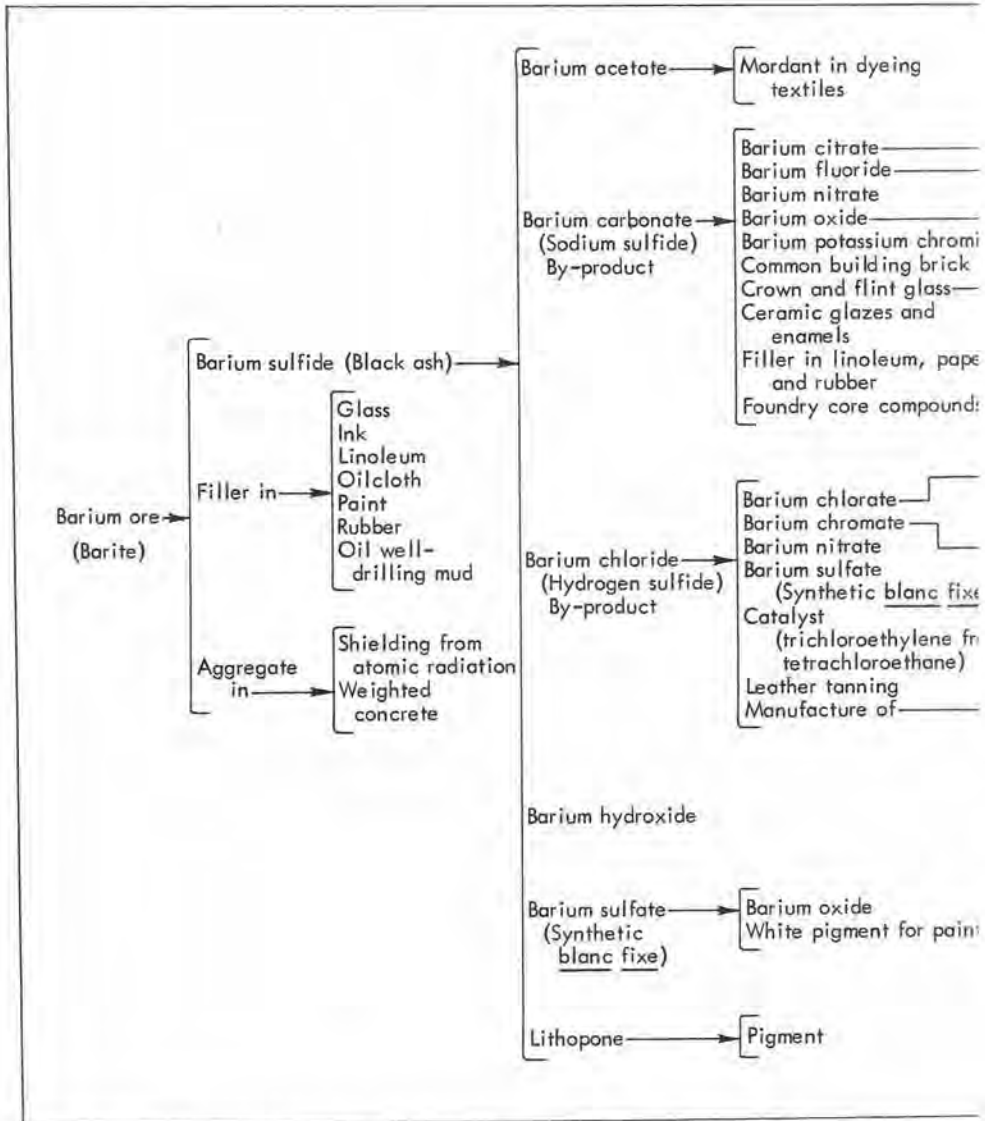 Barium ore
(Barite)
Barium sulfide (Black ash)
Filler in
Glass
Ink
Linoleum
Oilcloth
Paint
Rubber
Oil well-
drilling mud
Aggregate
in
Shielding from
atomic radiation
Weighted
concrete
Barium acetate
Mordant in dyeing
textiles
Barium carbonate
(Sodium sulfide)
By-product
Barium citrate
Barium fluoride
Barium nitrate
Barium oxide
Barium potassium chromi
Common building brick
Crown and flint glass
Ceramic glazes and
enamels
Filler in linoleum, pape
and rubber
Foundry core compounds
Barium chloride
(Hydrogen sulfide)
By-product
Barium chlorate
Barium chromate
Barium nitrate
Barium sulfate
(Synthetic blanc fixe
Catalyst
(trichloroethylene fr
tetrachloroethane)
Leather tanning
Manufacture of
Barium hydroxide
Barium sulfate
(Synthetic
blanc fixe)
Barium oxide
White pigment for paint
Lithopone
Pigment